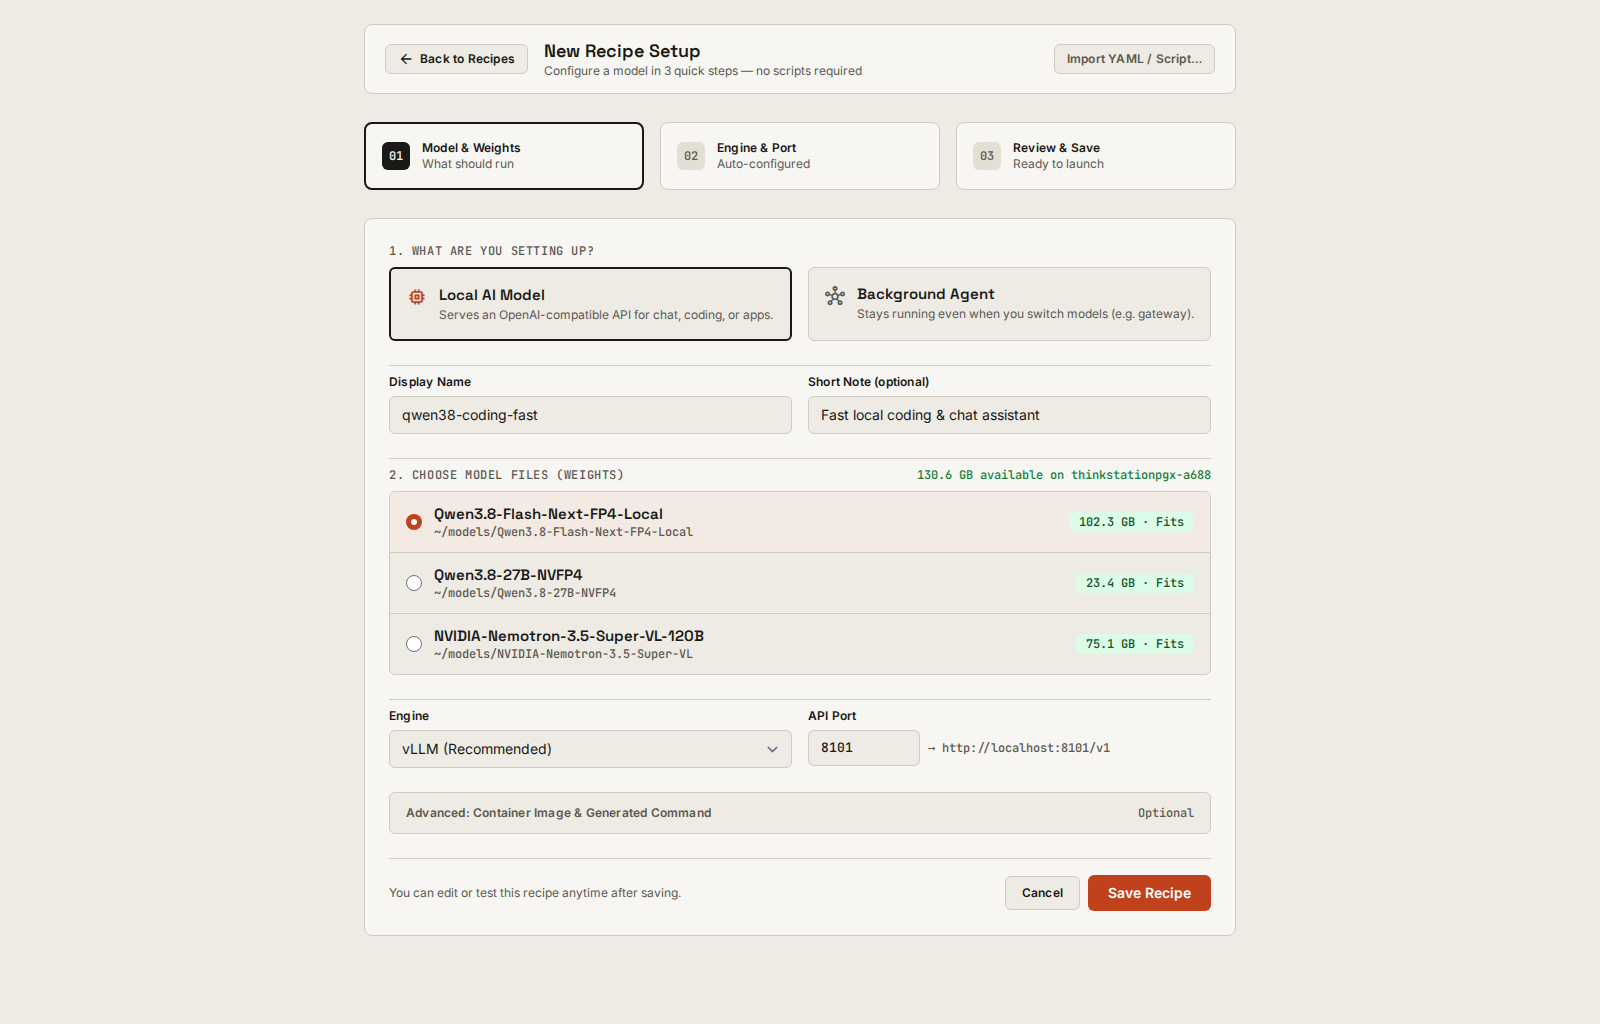 Back to Recipes
New Recipe Setup
Configure a model in 3 quick steps — no scripts required
Import YAML / Script...
01
Model & Weights
What should run
02
Engine & Port
Auto-configured
03
Review & Save
Ready to launch
1. WHAT ARE YOU SETTING UP?
Local AI Model
Serves an OpenAI-compatible API for chat, coding, or apps.
Background Agent
Stays running even when you switch models (e.g. gateway).
Display Name
qwen38-coding-fast
Short Note (optional)
Fast local coding & chat assistant
2. CHOOSE MODEL FILES (WEIGHTS)
130.6 GB available on thinkstationpgx-a688
Qwen3.8-Flash-Next-FP4-Local
~/models/Qwen3.8-Flash-Next-FP4-Local
102.3 GB · Fits
Qwen3.8-27B-NVFP4
~/models/Qwen3.8-27B-NVFP4
23.4 GB · Fits
NVIDIA-Nemotron-3.5-Super-VL-120B
~/models/NVIDIA-Nemotron-3.5-Super-VL
75.1 GB · Fits
Engine
vLLM (Recommended)
API Port
8101
→ http://localhost:8101/v1
Advanced: Container Image & Generated Command
Optional
You can edit or test this recipe anytime after saving.
Cancel
Save Recipe